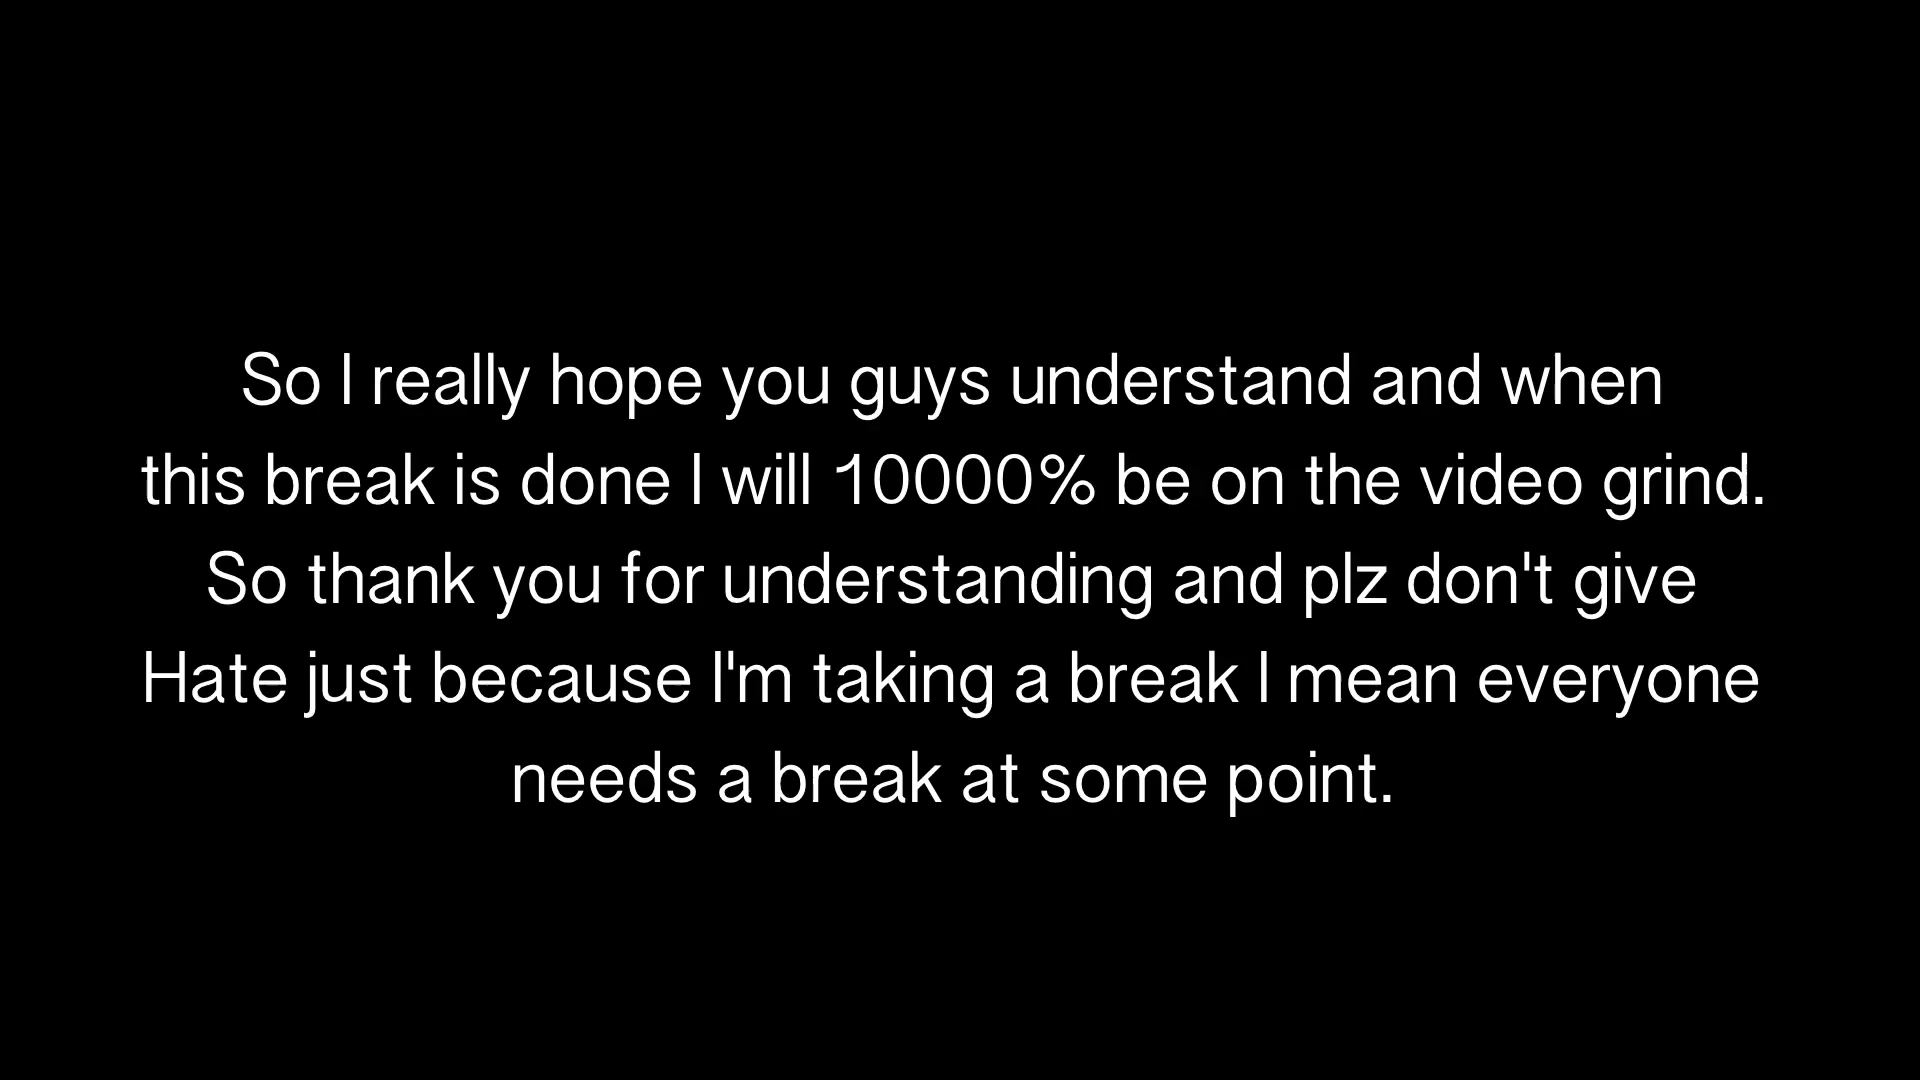 So I really hope you guys understand and when
this break is done I will 10000% be on the video grind.
So thank you for understanding and plz don't give
Hate just because I'm taking a break I mean everyone
needs a break at some point.